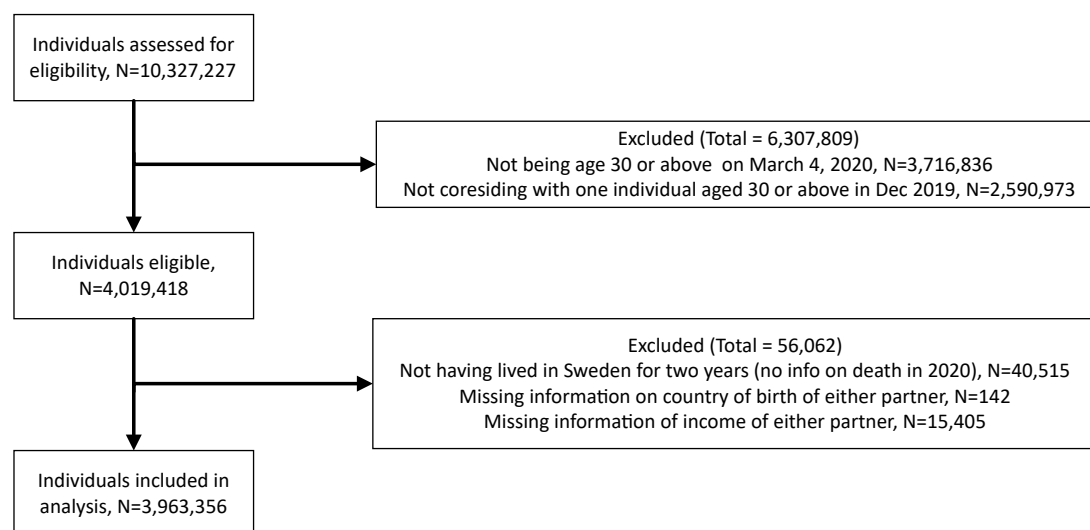 Individuals assessed for
eligibility, N=10,327,227
Excluded (Total = 6,307,809)
Not being age 30 or above on March 4, 2020, N=3,716,836
Not coresiding with one individual aged 30 or above in Dec 2019, N=2,590,973
Individuals eligible,
N=4,019,418
Excluded (Total = 56,062)
Not having lived in Sweden for two years (no info on death in 2020), N=40,515
Missing information on country of birth of either partner, N=142
Missing information of income of either partner, N=15,405
Individuals included in
analysis, N=3,963,356